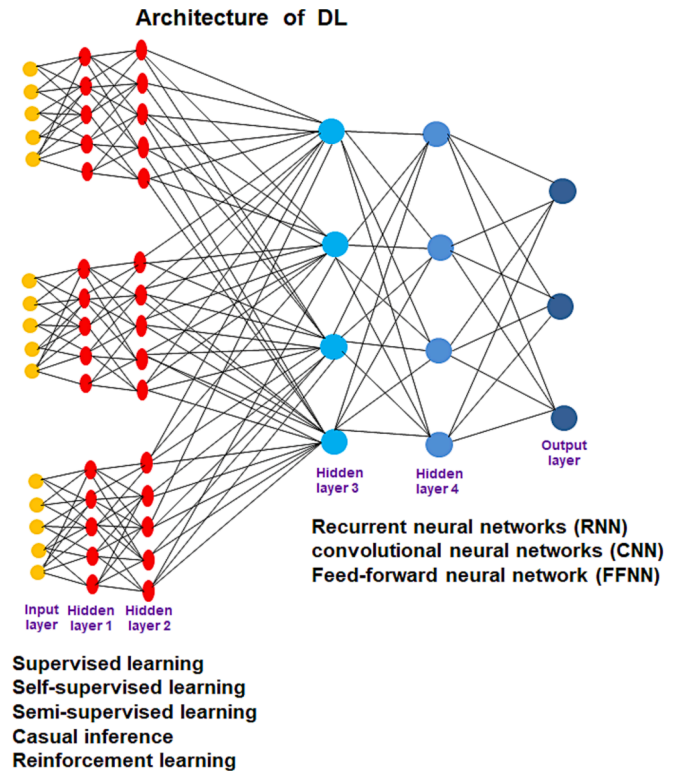 Architecture of DL
Hidden
layer 3
Hidden
layer 4
Output
layer
Recurrent neural networks (RNN)
convolutional neural networks (CNN)
Feed-forward neural network (FFNN)
Input
layer
Hidden
layer 1
Hidden
layer 2
Supervised learning
Self-supervised learning
Semi-supervised learning
Casual inference
Reinforcement learning